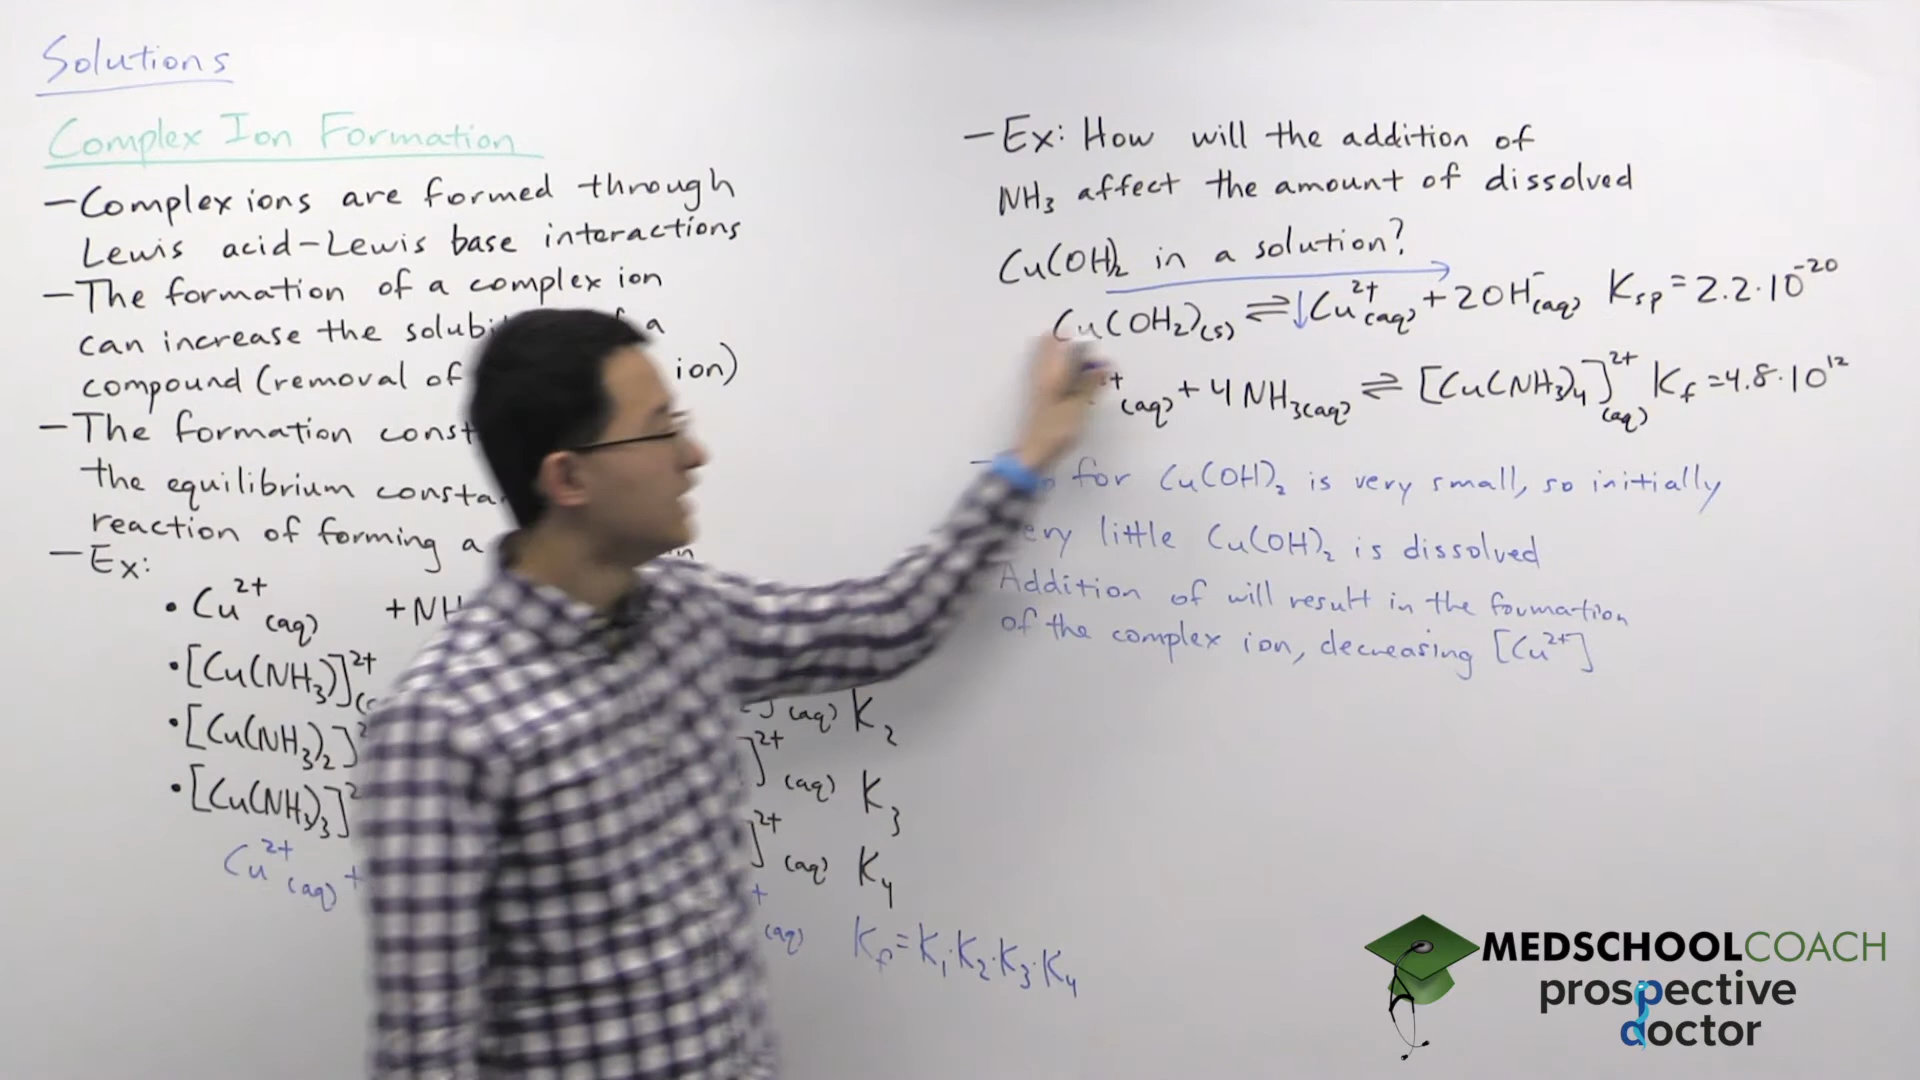 Solutions
Complex Ion Formation
— Complex ions are formed through
Lewis acid–Lewis base interactions
— The formation of a complex ion
can increase the a
compound (removal of ion)
— The formation
the equilibrium
reaction of forming a
— Ex:
• Cu²⁺(aq) + NH
• [Cu(NH₃)]²⁺
• [Cu(NH₃)₂]
• [Cu(NH₃)₃]
Cu²⁺(aq) +
(aq) K₂
]²⁺(aq) K₃
]²⁺(aq) K₄
(aq) Kf = K₁·K₂·K₃·K₄
— Ex: How will the addition of
NH₃ affect the amount of dissolved
Cu(OH)₂ in a solution?
Cu(OH₂)(s) ⇌ ↓Cu²⁺(aq) + 2OH⁻(aq) Ksp = 2.2·10⁻²⁰
(aq) + 4NH₃(aq) ⇌ [Cu(NH₃)₄]²⁺(aq) Kf = 4.8·10¹²
for Cu(OH)₂ is very small, so initially
little Cu(OH)₂ is dissolved
Addition of will result in the formation
of the complex ion, decreasing [Cu²⁺]
MEDSCHOOLCOACH
prospective
doctor